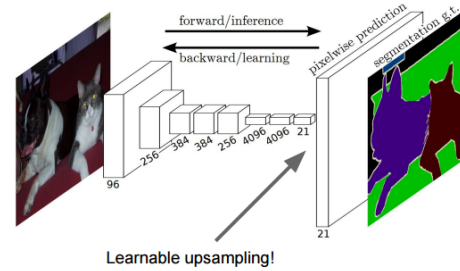 forward/inference
backward/learning
pixelwise prediction
segmentation g.t.
96
256
384
384
256
4096
4096
21
21
Learnable upsampling!